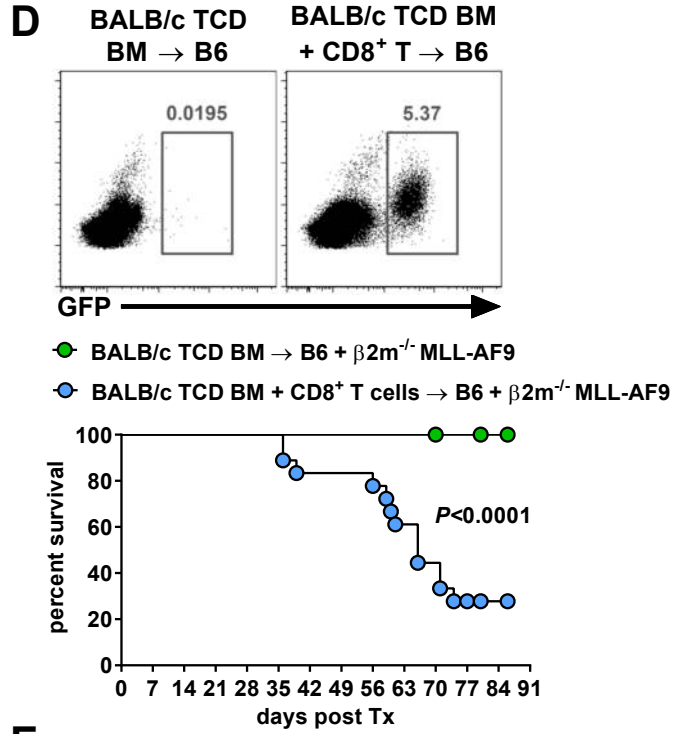 D
BALB/c TCD
BM → B6
BALB/c TCD BM
+ CD8⁺ T → B6
0.0195
5.37
GFP
BALB/c TCD BM → B6 + β2m⁻/⁻ MLL-AF9
BALB/c TCD BM + CD8⁺ T cells → B6 + β2m⁻/⁻ MLL-AF9
percent survival
100
80
60
40
20
0
P<0.0001
0 7 14 21 28 35 42 49 56 63 70 77 84 91
days post Tx